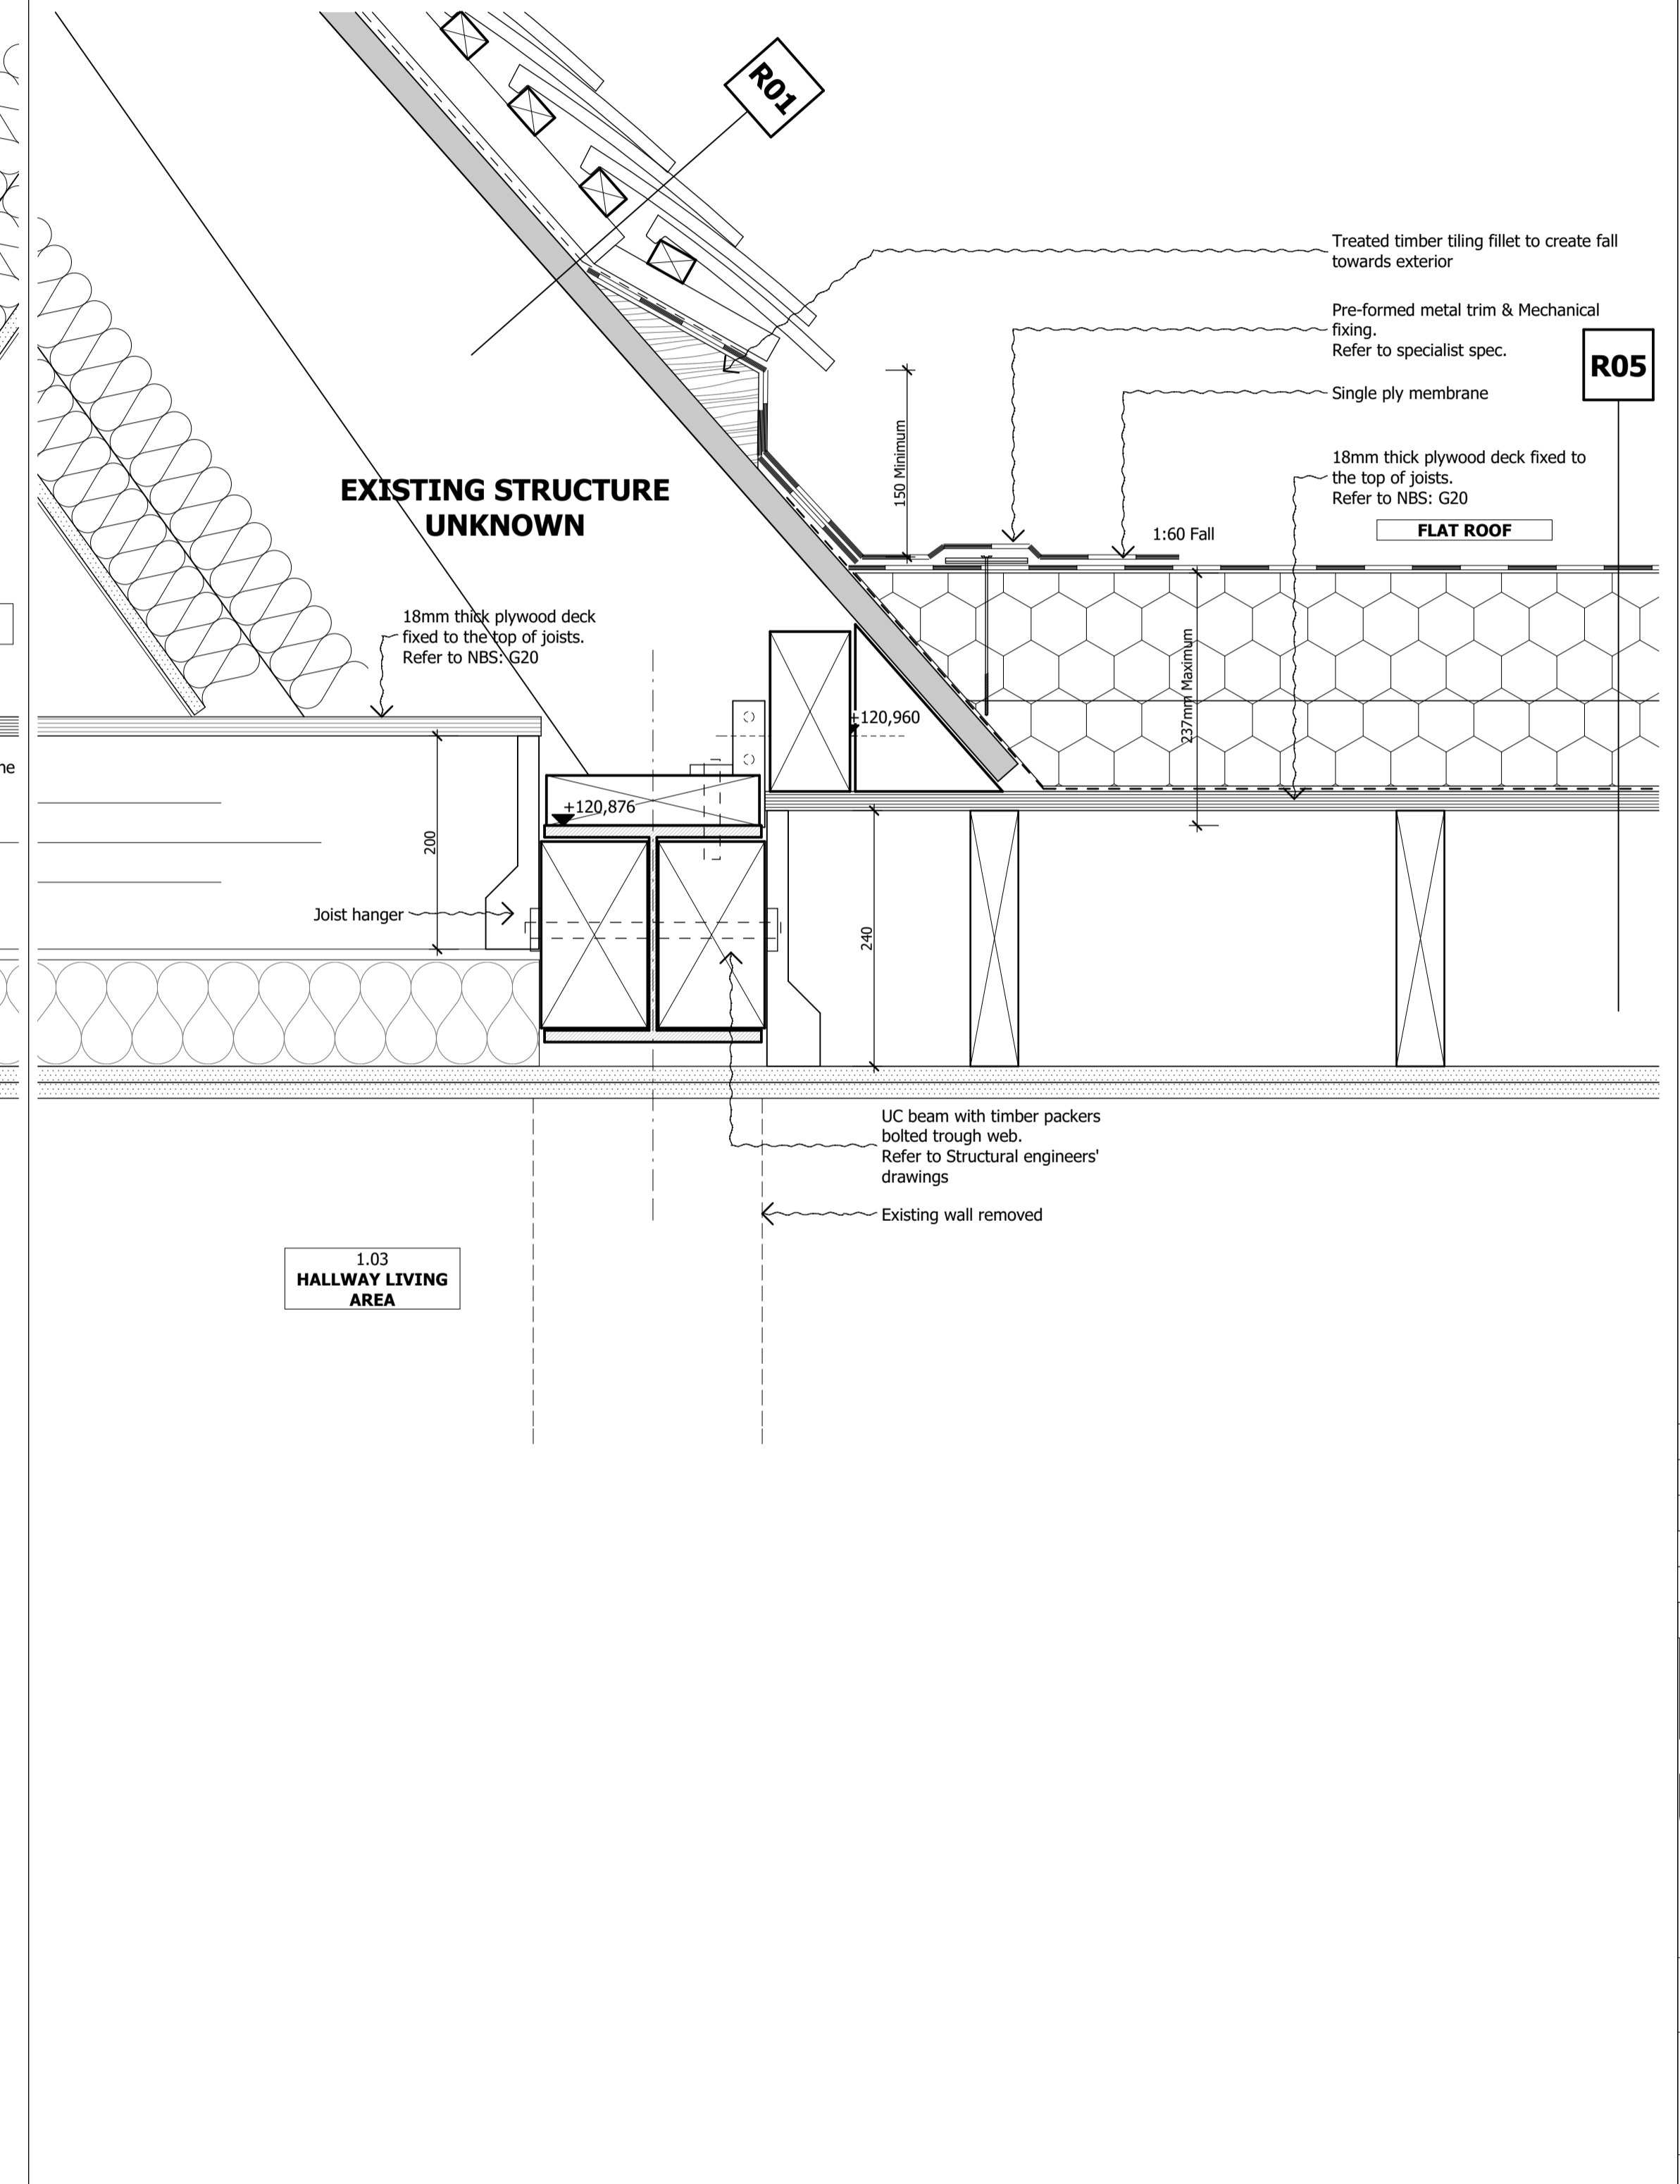 R01
Treated timber tiling fillet to create fall
towards exterior
Pre-formed metal trim & Mechanical
fixing.
Refer to specialist spec.
R05
Single ply membrane
150 Minimum
18mm thick plywood deck fixed to
the top of joists.
Refer to NBS: G20
EXISTING STRUCTURE
UNKNOWN
1:60 Fall
FLAT ROOF
18mm thick plywood deck
fixed to the top of joists.
Refer to NBS: G20
237mm Maximum
+120,960
ne
+120,876
200
Joist hanger
240
UC beam with timber packers
bolted trough web.
Refer to Structural engineers'
drawings
Existing wall removed
1.03
HALLWAY LIVING
AREA